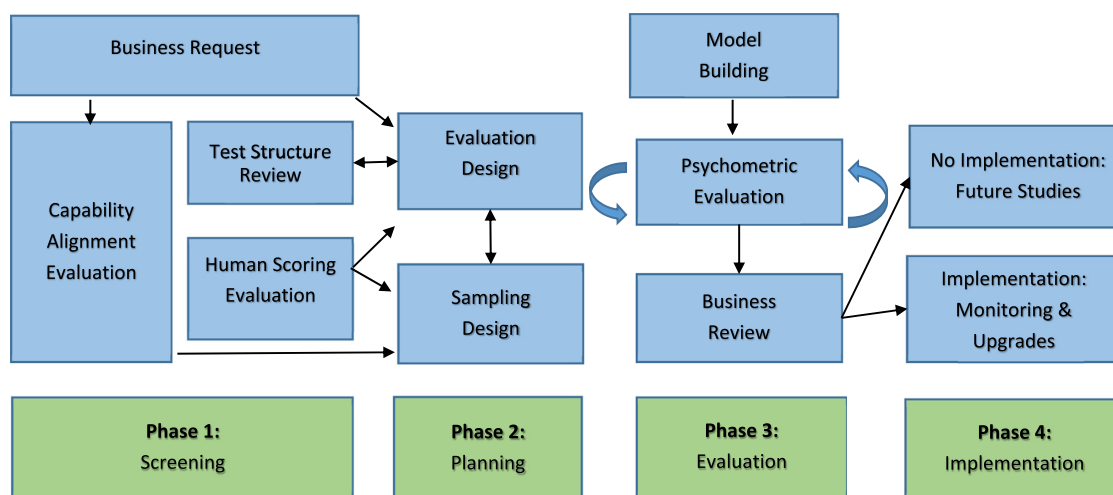 Business Request
Capability
Alignment
Evaluation
Test Structure
Review
Human Scoring
Evaluation
Evaluation
Design
Sampling
Design
Model
Building
Psychometric
Evaluation
Business
Review
No Implementation:
Future Studies
Implementation:
Monitoring &
Upgrades
Phase 1:
Screening
Phase 2:
Planning
Phase 3:
Evaluation
Phase 4:
Implementation